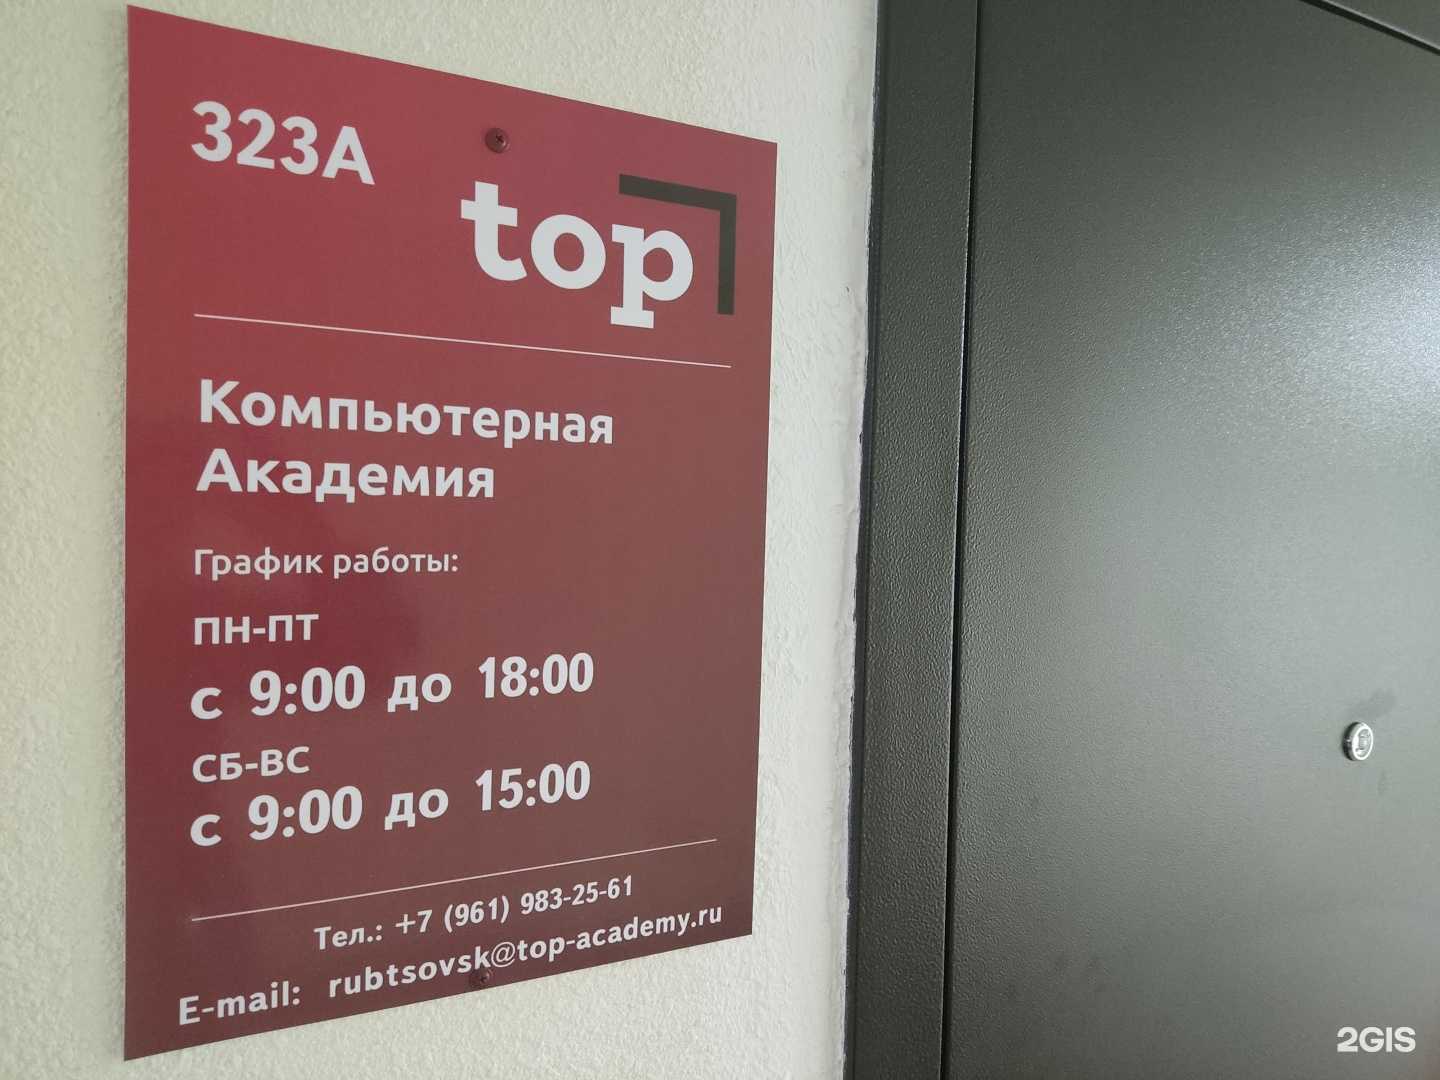 323А
top
Компьютерная
Академия
График работы:
ПН-ПТ
с 9:00 до 18:00
СБ-ВС
с 9:00 до 15:00
Тел.: +7 (961) 983-25-61
E-mail: rubtsovsk@top-academy.ru
2GIS